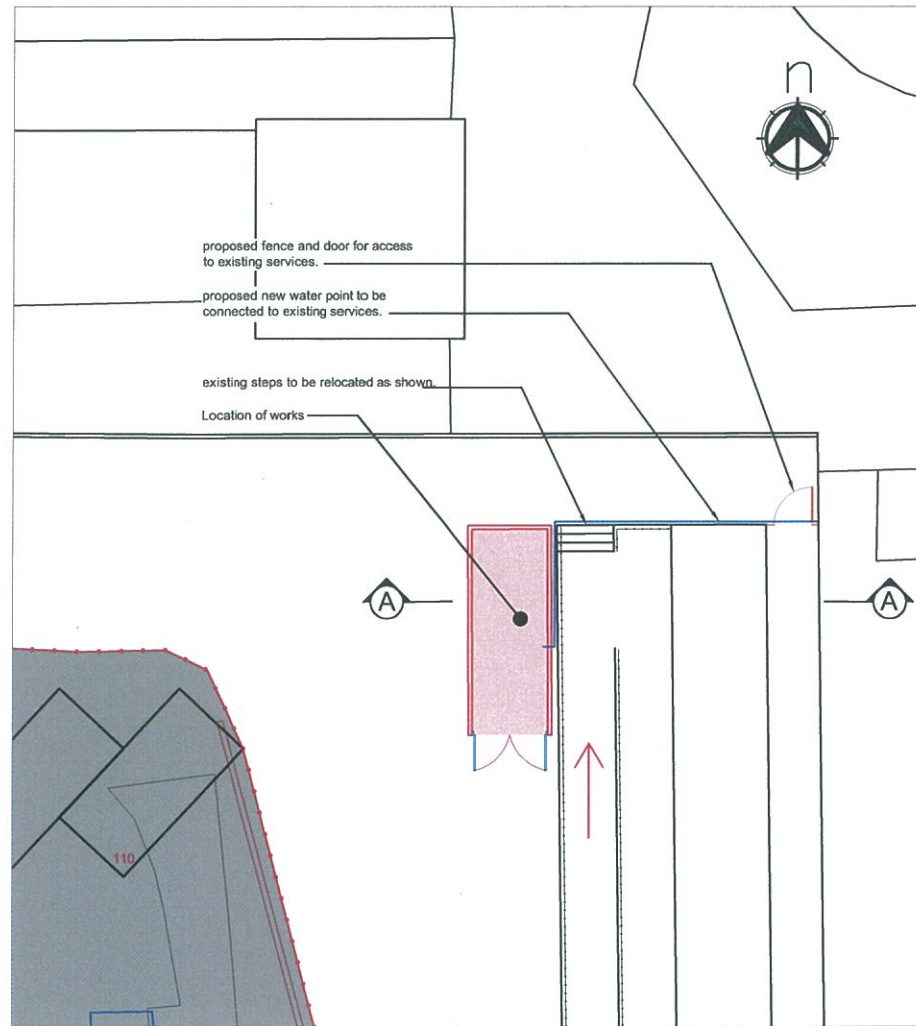 n
proposed fence and door for access
to existing services.
proposed new water point to be
connected to existing services.
existing steps to be relocated as shown.
Location of works
A
A
110